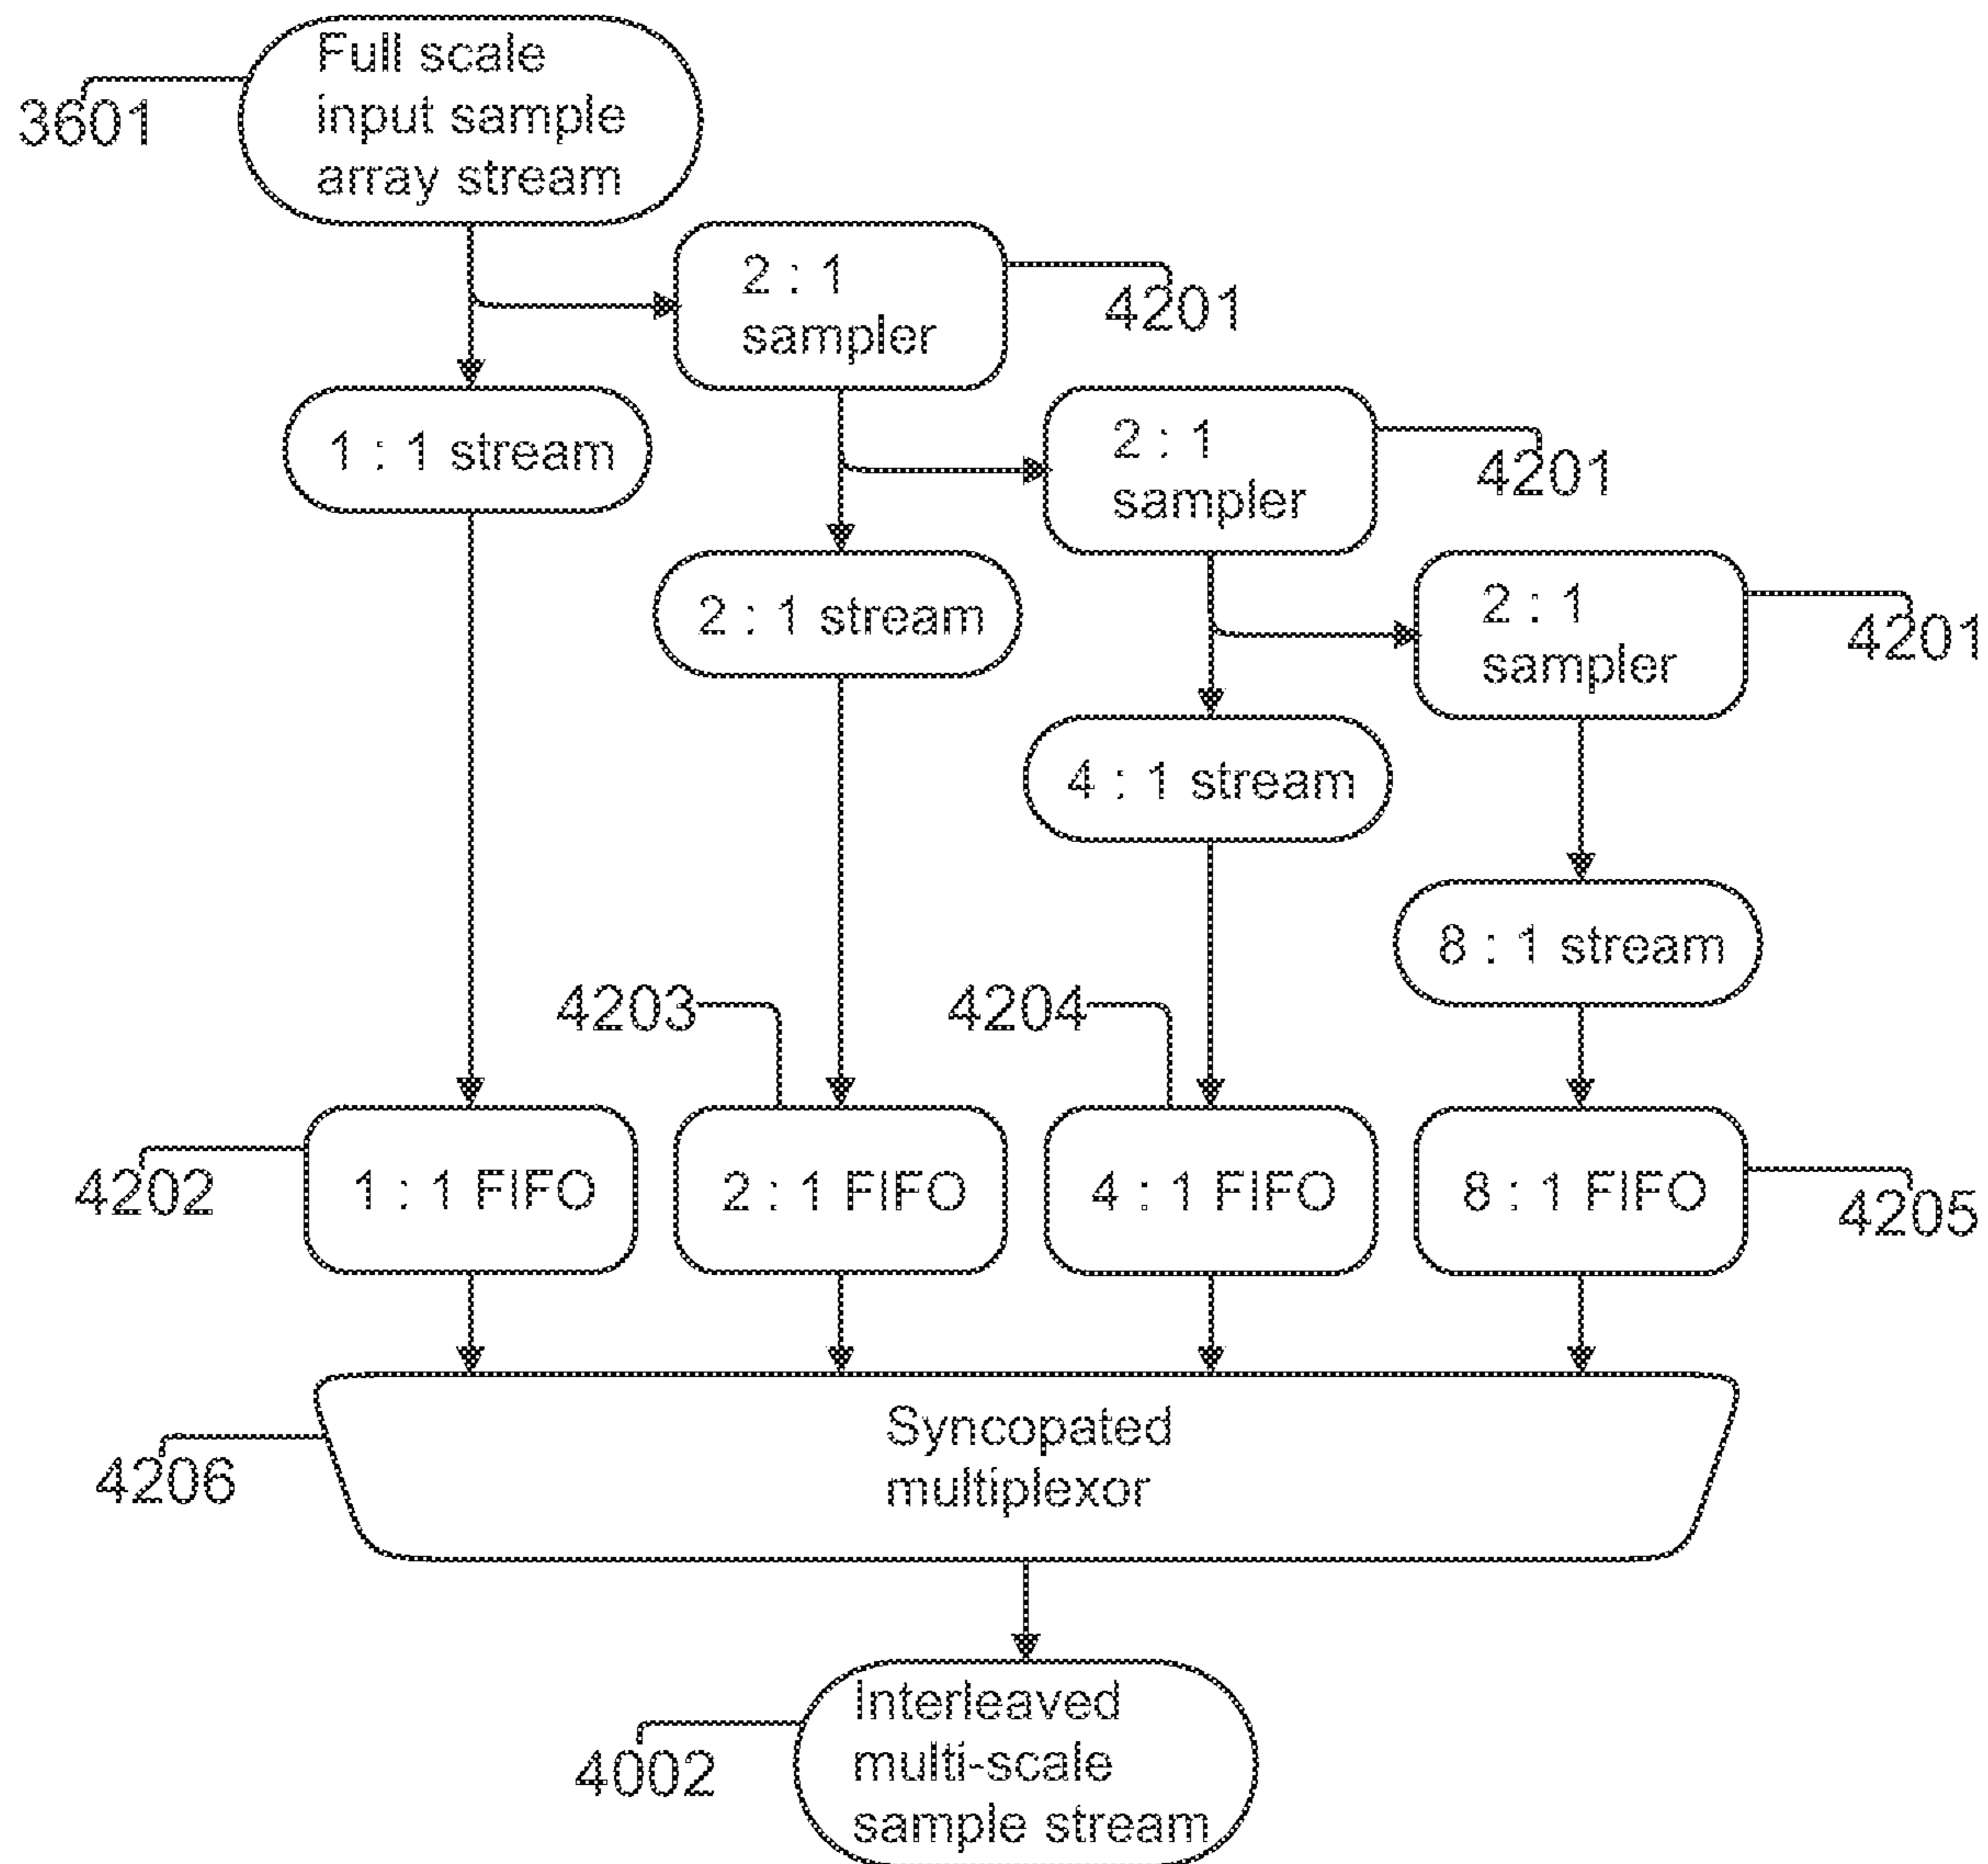 Full scale
input sample
array stream
3601
2 : 1
sampler
4201
1 : 1 stream
2 : 1
sampler
4201
2 : 1 stream
2 : 1
sampler
4201
4 : 1 stream
8 : 1 stream
4203
4204
4202
1 : 1 FIFO
2 : 1 FIFO
4 : 1 FIFO
8 : 1 FIFO
4205
Syncopated
multiplexor
4206
Interleaved
multi-scale
sample stream
4002